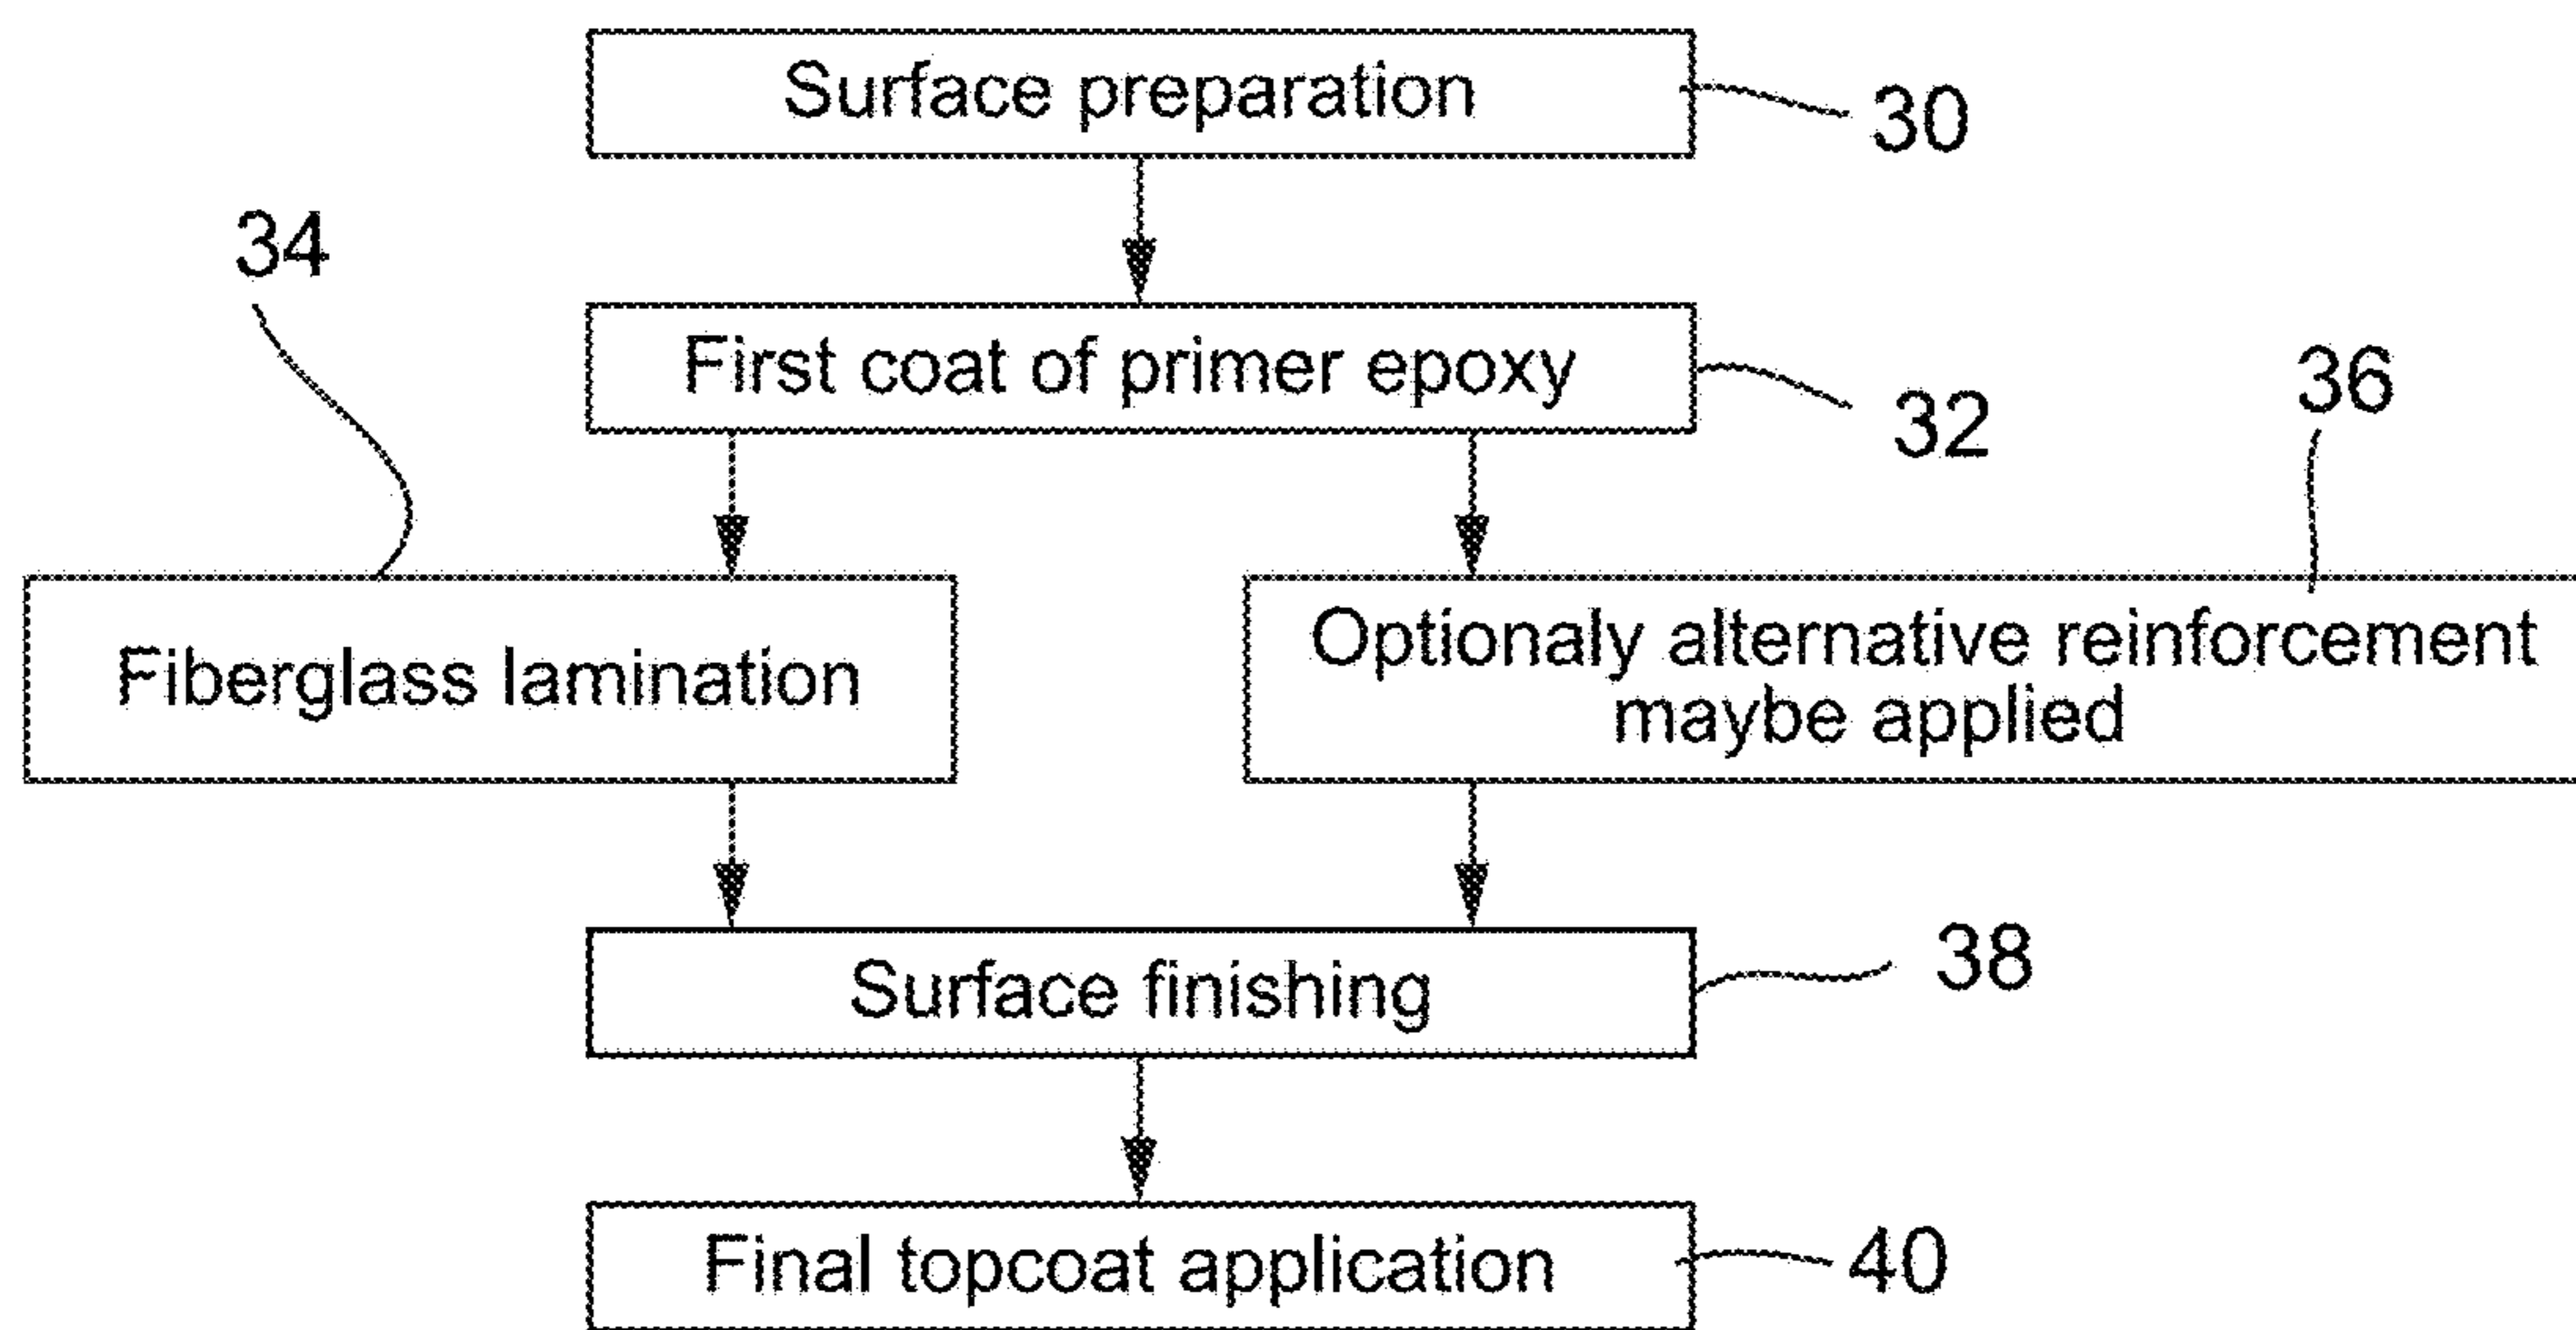 Surface preparation
30
34
First coat of primer epoxy
32
36
Fiberglass lamination
Optionaly alternative reinforcement
maybe applied
Surface finishing
38
Final topcoat application
40